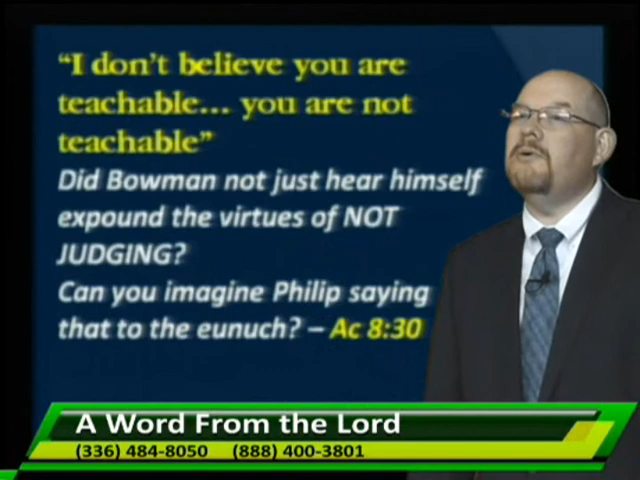 “I don’t believe you are
teachable... you are not
teachable”
Did Bowman not just hear himself
expound the virtues of NOT
JUDGING?
Can you imagine Philip saying
that to the eunuch? – Ac 8:30
A Word From the Lord
(336) 484-8050 (888) 400-3801